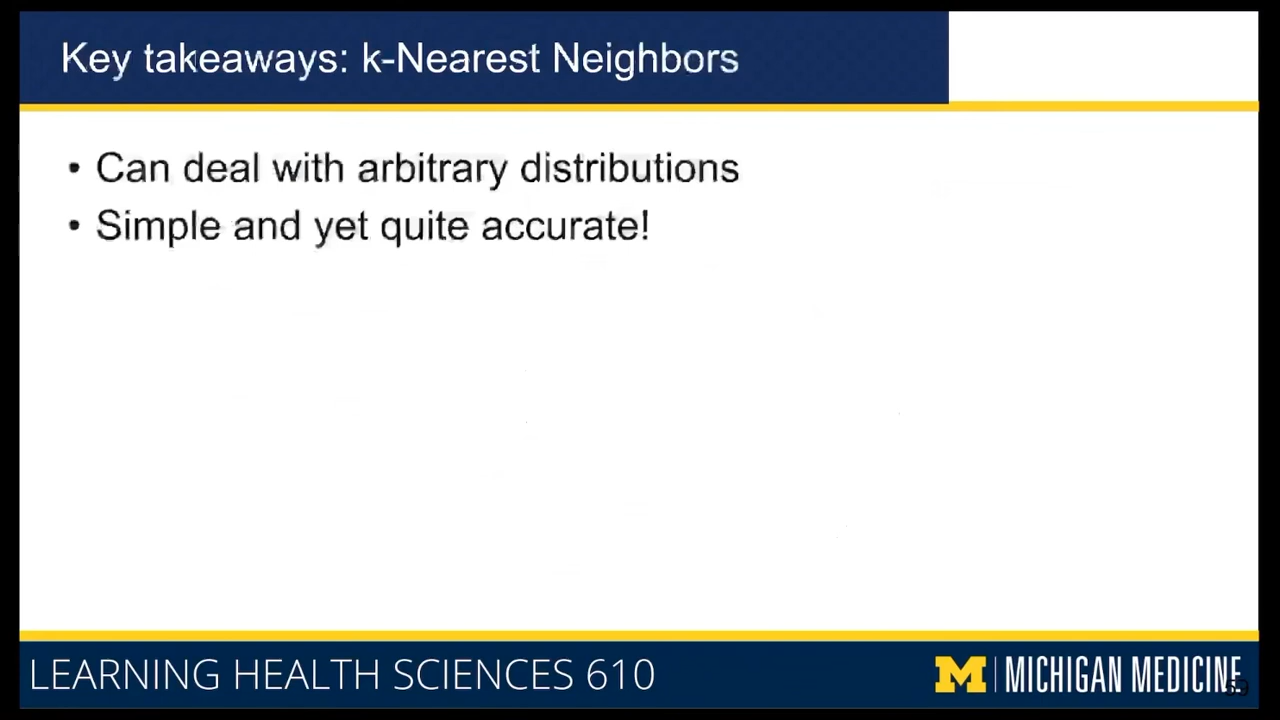 Key takeaways: k-Nearest Neighbors
• Can deal with arbitrary distributions
• Simple and yet quite accurate!
LEARNING HEALTH SCIENCES 610
M | MICHIGAN MEDICINE